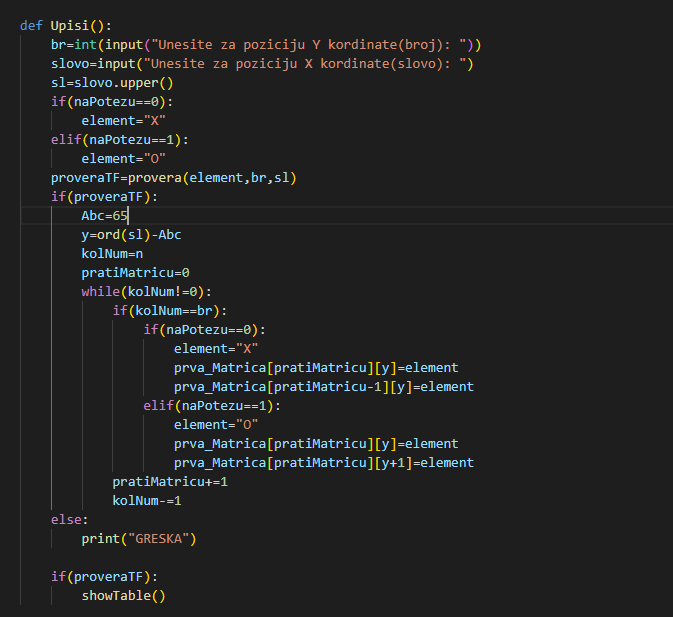 def Upisi():
    br=int(input("Unesite za poziciju Y kordinate(broj): "))
    slovo=input("Unesite za poziciju X kordinate(slovo): ")
    sl=slovo.upper()
    if(naPotezu==0):
        element="X"
    elif(naPotezu==1):
        element="O"
    proveraTF=provera(element,br,sl)
    if(proveraTF):
        Abc=65
        y=ord(sl)-Abc
        kolNum=n
        pratiMatricu=0
        while(kolNum!=0):
            if(kolNum==br):
                if(naPotezu==0):
                    element="X"
                    prva_Matrica[pratiMatricu][y]=element
                    prva_Matrica[pratiMatricu-1][y]=element
                elif(naPotezu==1):
                    element="O"
                    prva_Matrica[pratiMatricu][y]=element
                    prva_Matrica[pratiMatricu][y+1]=element
            pratiMatricu+=1
            kolNum-=1
    else:
        print("GRESKA")
    if(proveraTF):
        showTable()